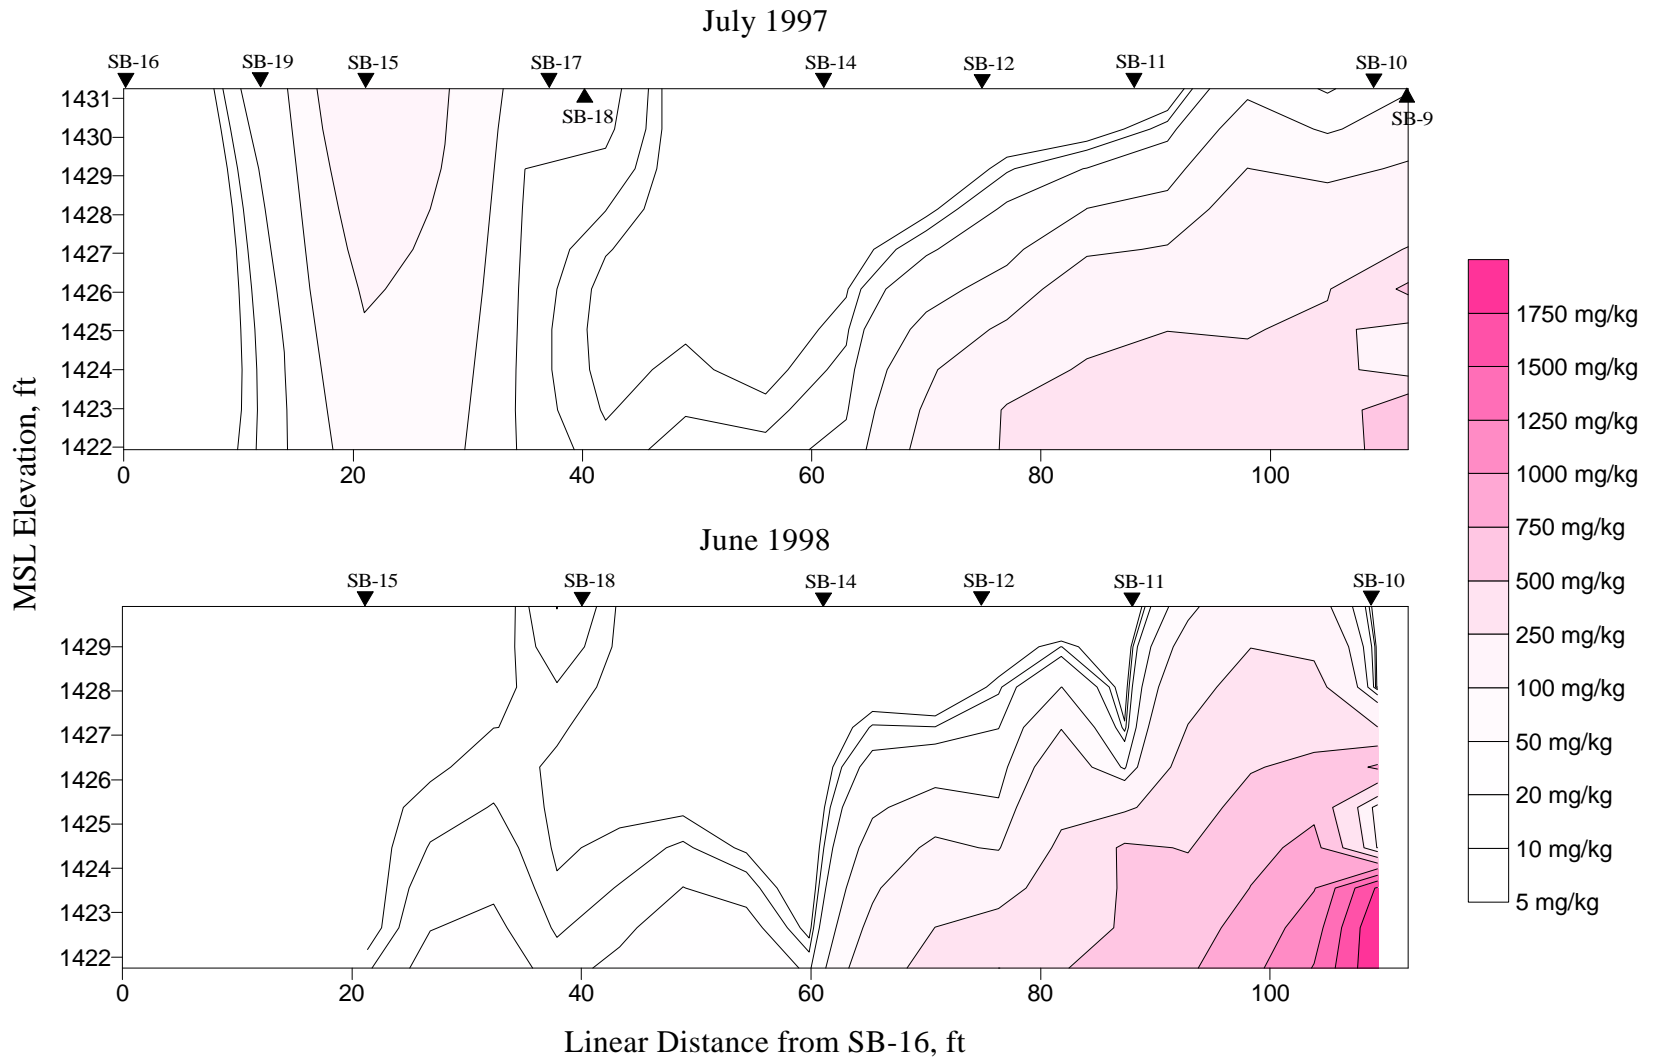 July 1997
SB-16 SB-19 SB-15 SB-17 SB-14 SB-12 SB-11 SB-10
SB-18 SB-9
1431
1430
1429
1428
1427
1426
1425
1424
1423
1422
0 20 40 60 80 100
MSL Elevation, ft
June 1998
SB-15 SB-18 SB-14 SB-12 SB-11 SB-10
1429
1428
1427
1426
1425
1424
1423
1422
0 20 40 60 80 100
Linear Distance from SB-16, ft
1750 mg/kg
1500 mg/kg
1250 mg/kg
1000 mg/kg
750 mg/kg
500 mg/kg
250 mg/kg
100 mg/kg
50 mg/kg
20 mg/kg
10 mg/kg
5 mg/kg